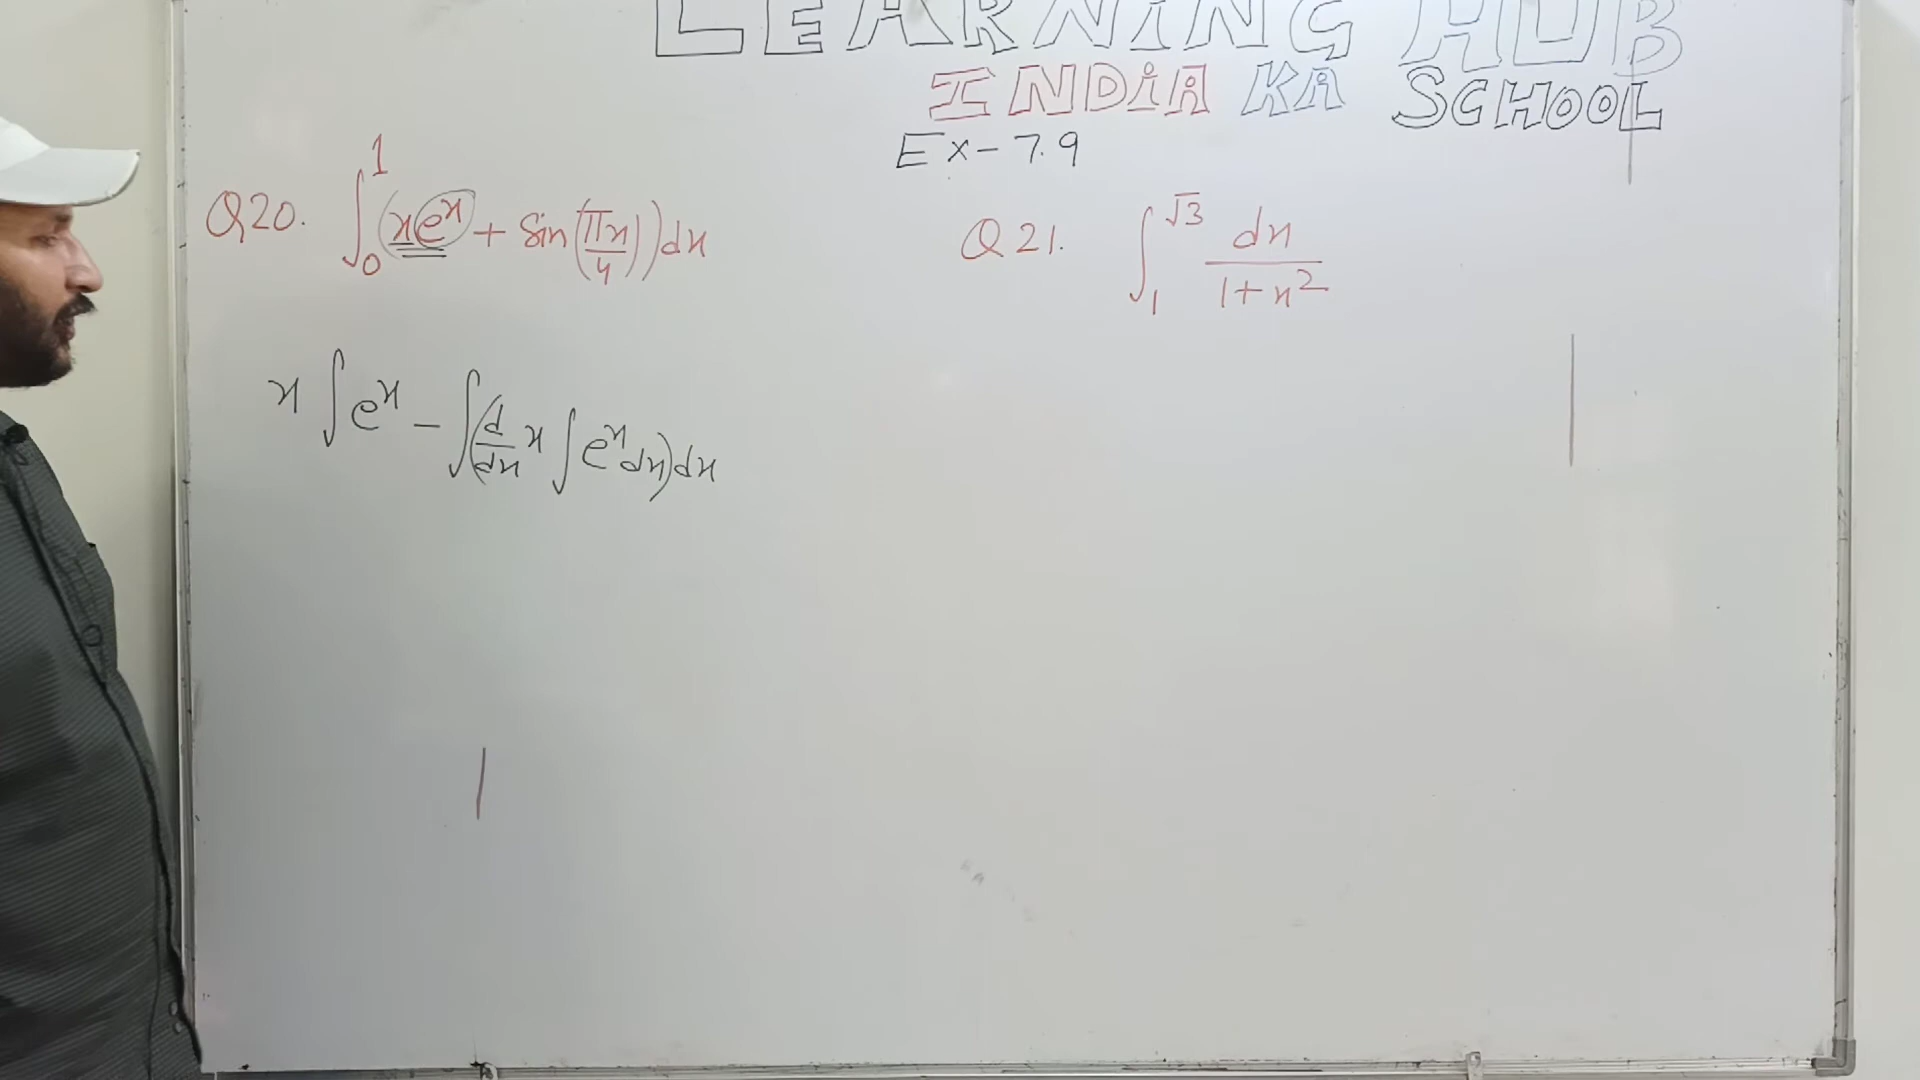 LEARNING HUB
INDIA KA SCHOOL
Ex-7.9
Q20. ∫₀¹ (xeˣ + Sin(πx/4)) dx
Q21. ∫₁^√3 dx/(1+x²)
x ∫eˣ - ∫(d/dx x ∫eˣ dx) dx